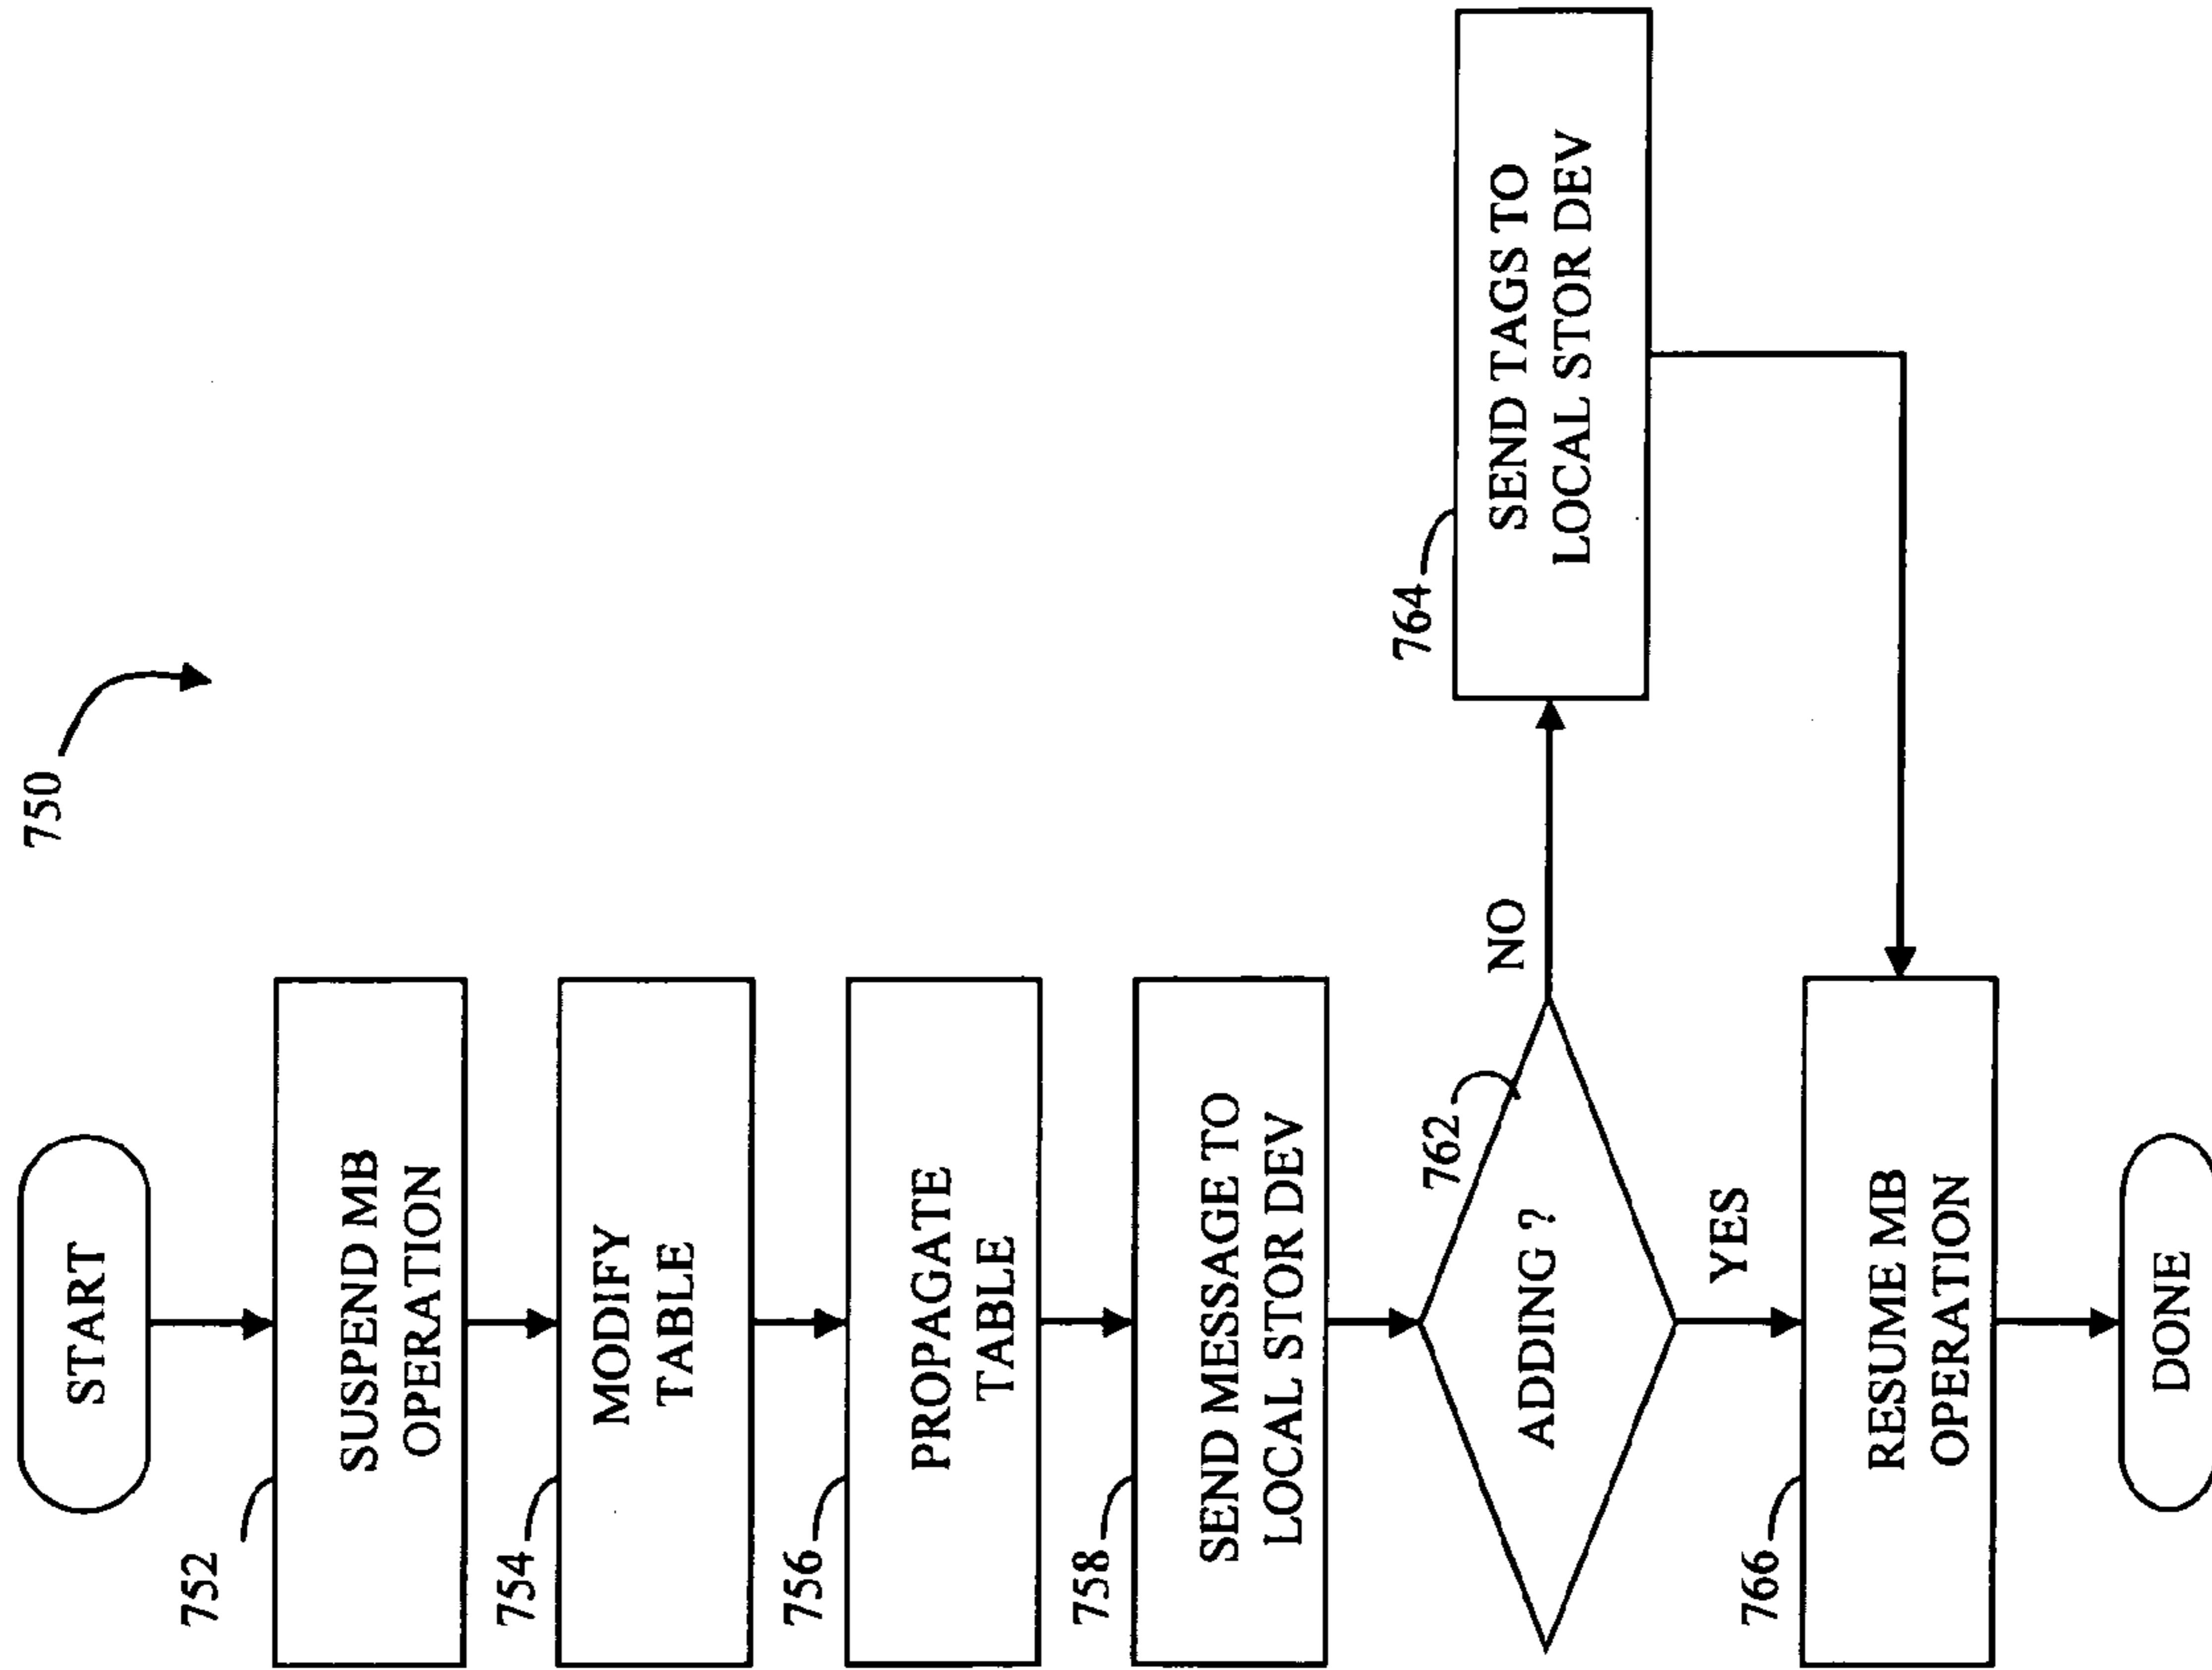 750
START
752
SUSPEND MB
OPERATION
754
MODIFY
TABLE
756
PROPAGATE
TABLE
758
SEND MESSAGE TO
LOCAL STOR DEV
762
ADDING ?
NO
764
SEND TAGS TO
LOCAL STOR DEV
YES
766
RESUME MB
OPERATION
DONE